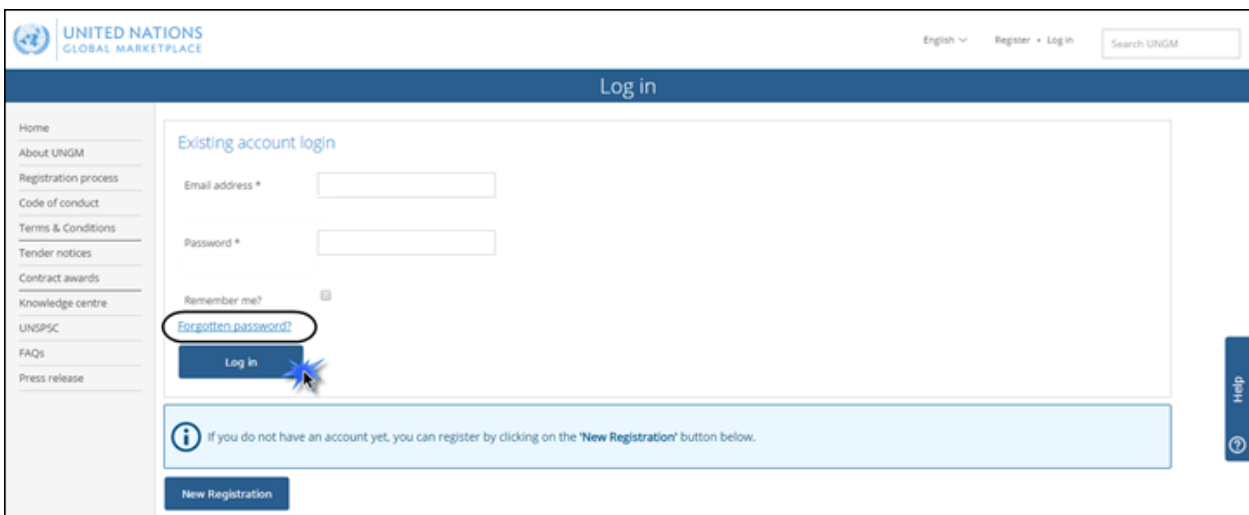 UNITED NATIONS
GLOBAL MARKETPLACE
English
Register • Log in
Search UNGM
Log in
Home
About UNGM
Registration process
Code of conduct
Terms & Conditions
Tender notices
Contract awards
Knowledge centre
UNSPSC
FAQs
Press release
Existing account login
Email address *
Password *
Remember me?
Forgotten password?
Log in
If you do not have an account yet, you can register by clicking on the 'New Registration' button below.
New Registration
Help